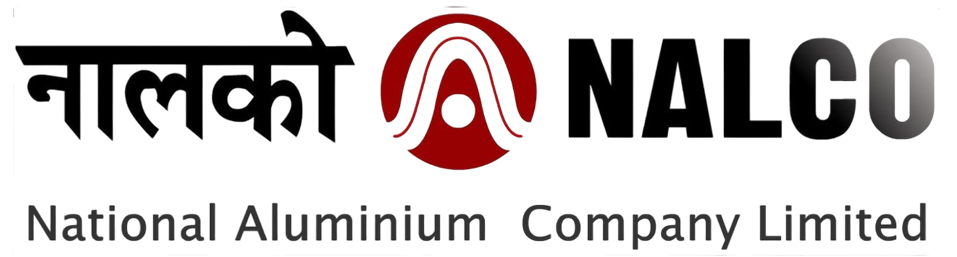 नालको NALCO
National Aluminium Company Limited